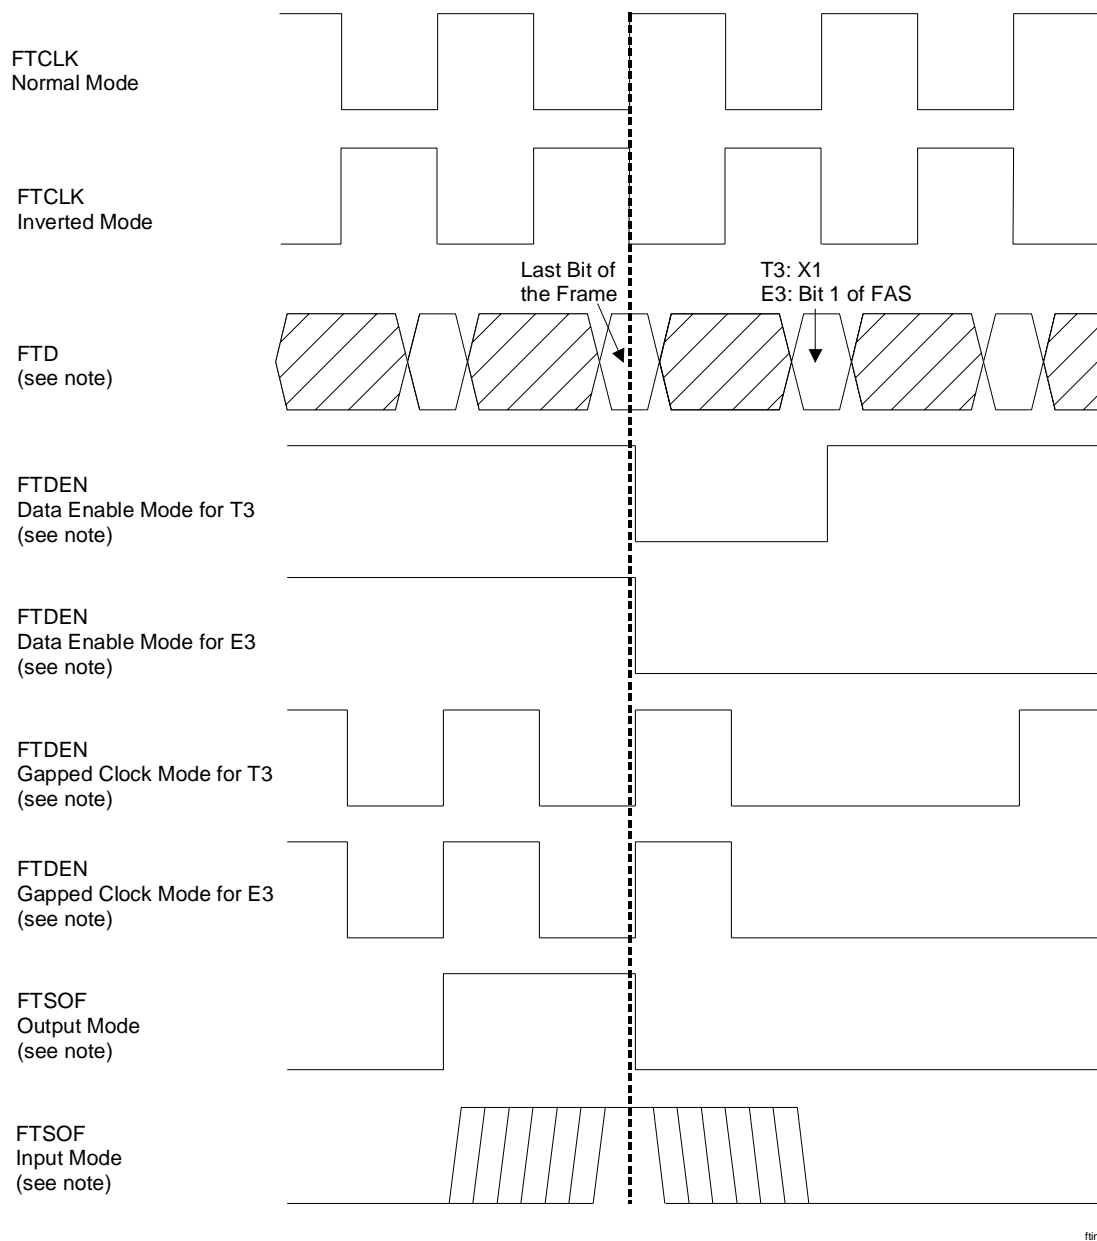 FTCLK
Normal Mode
FTCLK
Inverted Mode
Last Bit of
the Frame
T3: X1
E3: Bit 1 of FAS
FTD
(see note)
FTDEN
Data Enable Mode for T3
(see note)
FTDEN
Data Enable Mode for E3
(see note)
FTDEN
Gapped Clock Mode for T3
(see note)
FTDEN
Gapped Clock Mode for E3
(see note)
FTSOF
Output Mode
(see note)
FTSOF
Input Mode
(see note)